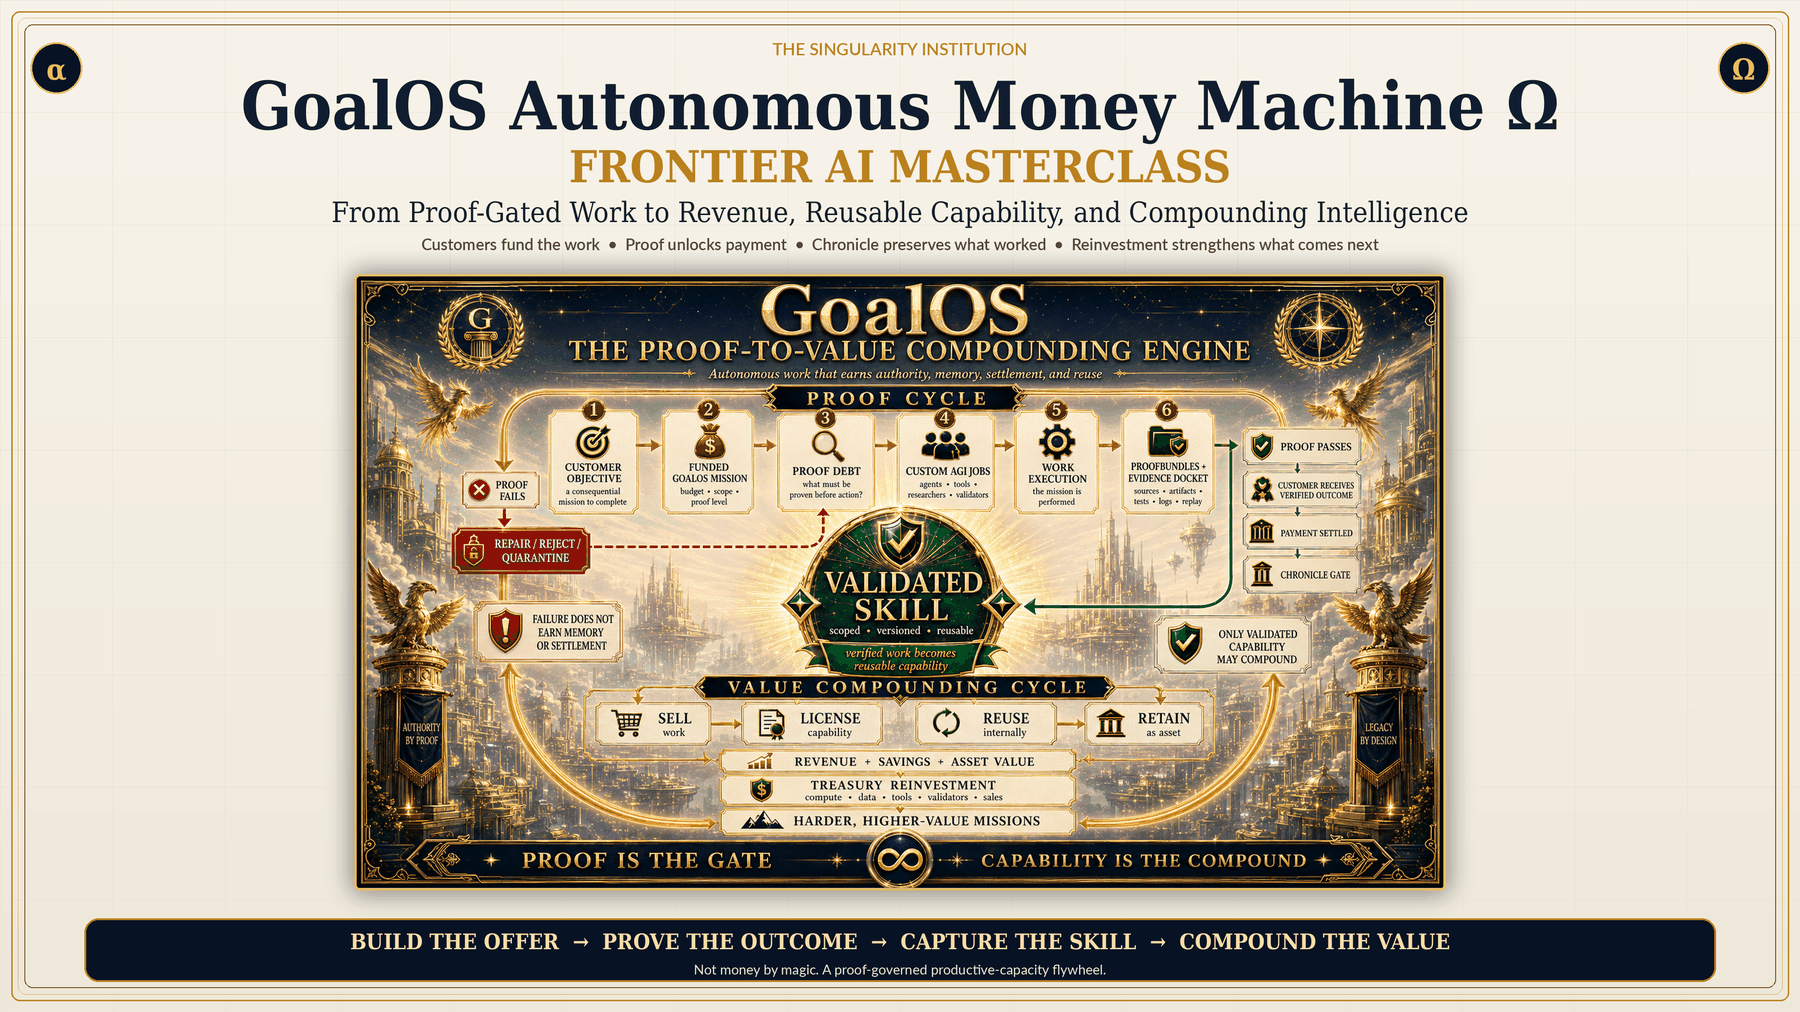 THE SINGULARITY INSTITUTION
α
Ω
GoalOS Autonomous Money Machine Ω
FRONTIER AI MASTERCLASS
From Proof-Gated Work to Revenue, Reusable Capability, and Compounding Intelligence
Customers fund the work • Proof unlocks payment • Chronicle preserves what worked • Reinvestment strengthens what comes next
G
GoalOS
THE PROOF-TO-VALUE COMPOUNDING ENGINE
Autonomous work that earns authority, memory, settlement, and reuse
PROOF CYCLE
1
CUSTOMER
OBJECTIVE
a consequential
mission to complete
2
$
FUNDED
GOALOS MISSION
budget • scope •
proof level
3
PROOF DEBT
what must be
proven before action?
4
CUSTOM AGI JOBS
agents • tools •
researchers • validators
5
WORK
EXECUTION
the mission is
performed
6
PROOFBUNDLES +
EVIDENCE DOCKET
sources • artifacts •
tests • logs • replay
PROOF PASSES
CUSTOMER RECEIVES
VERIFIED OUTCOME
PAYMENT SETTLED
CHRONICLE GATE
PROOF
FAILS
REPAIR / REJECT /
QUARANTINE
FAILURE DOES NOT
EARN MEMORY
OR SETTLEMENT
VALIDATED
SKILL
scoped • versioned • reusable
verified work becomes
reusable capability
ONLY VALIDATED
CAPABILITY
MAY COMPOUND
AUTHORITY
BY PROOF
LEGACY
BY DESIGN
VALUE COMPOUNDING CYCLE
SELL
work
LICENSE
capability
REUSE
internally
RETAIN
as asset
REVENUE + SAVINGS + ASSET VALUE
$
TREASURY REINVESTMENT
compute • data • tools • validators • sales
HARDER, HIGHER-VALUE MISSIONS
PROOF IS THE GATE
∞
CAPABILITY IS THE COMPOUND
BUILD THE OFFER → PROVE THE OUTCOME → CAPTURE THE SKILL → COMPOUND THE VALUE
Not money by magic. A proof-governed productive-capacity flywheel.